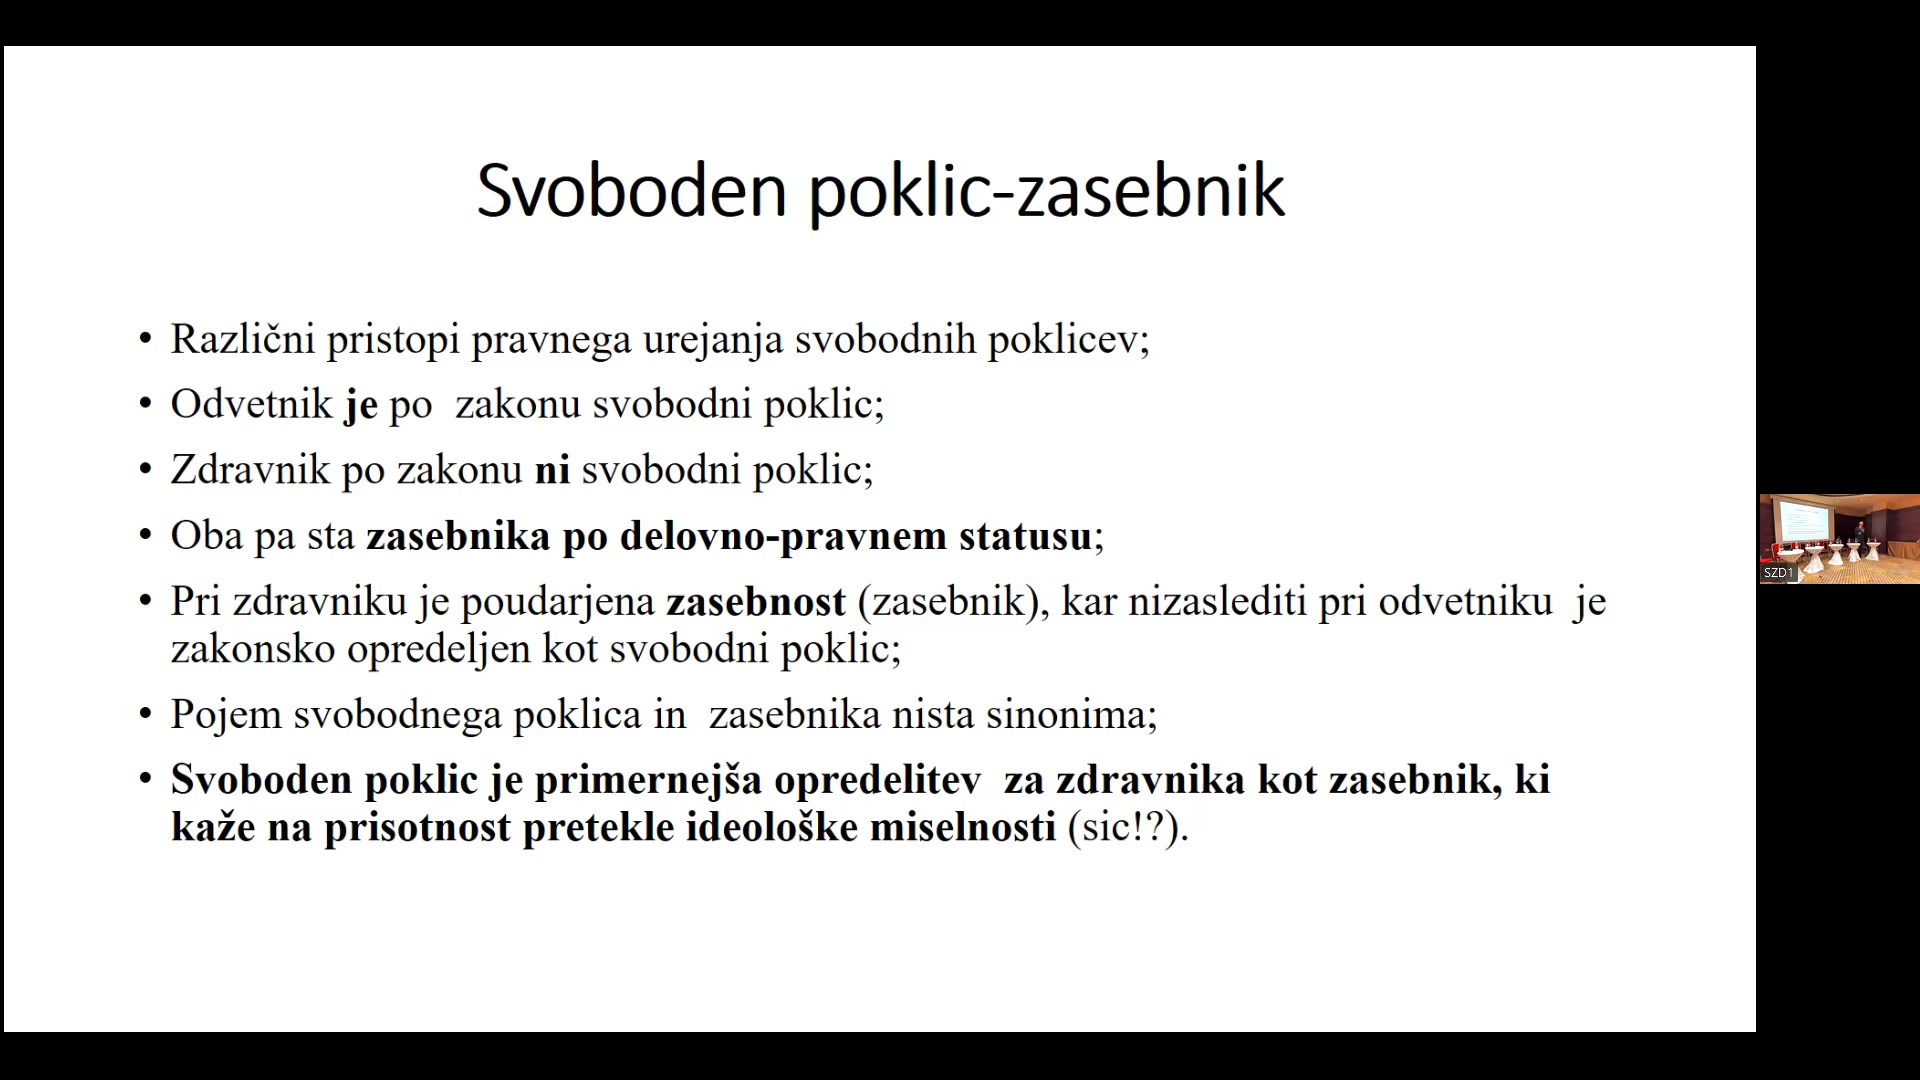 Svoboden poklic-zasebnik
• Različni pristopi pravnega urejanja svobodnih poklicev;
• Odvetnik je po zakonu svobodni poklic;
• Zdravnik po zakonu ni svobodni poklic;
• Oba pa sta zasebnika po delovno-pravnem statusu;
• Pri zdravniku je poudarjena zasebnost (zasebnik), kar nizaslediti pri odvetniku je
zakonsko opredeljen kot svobodni poklic;
• Pojem svobodnega poklica in zasebnika nista sinonima;
• Svoboden poklic je primernejša opredelitev za zdravnika kot zasebnik, ki
kaže na prisotnost pretekle ideološke miselnosti (sic!?).
SZD1